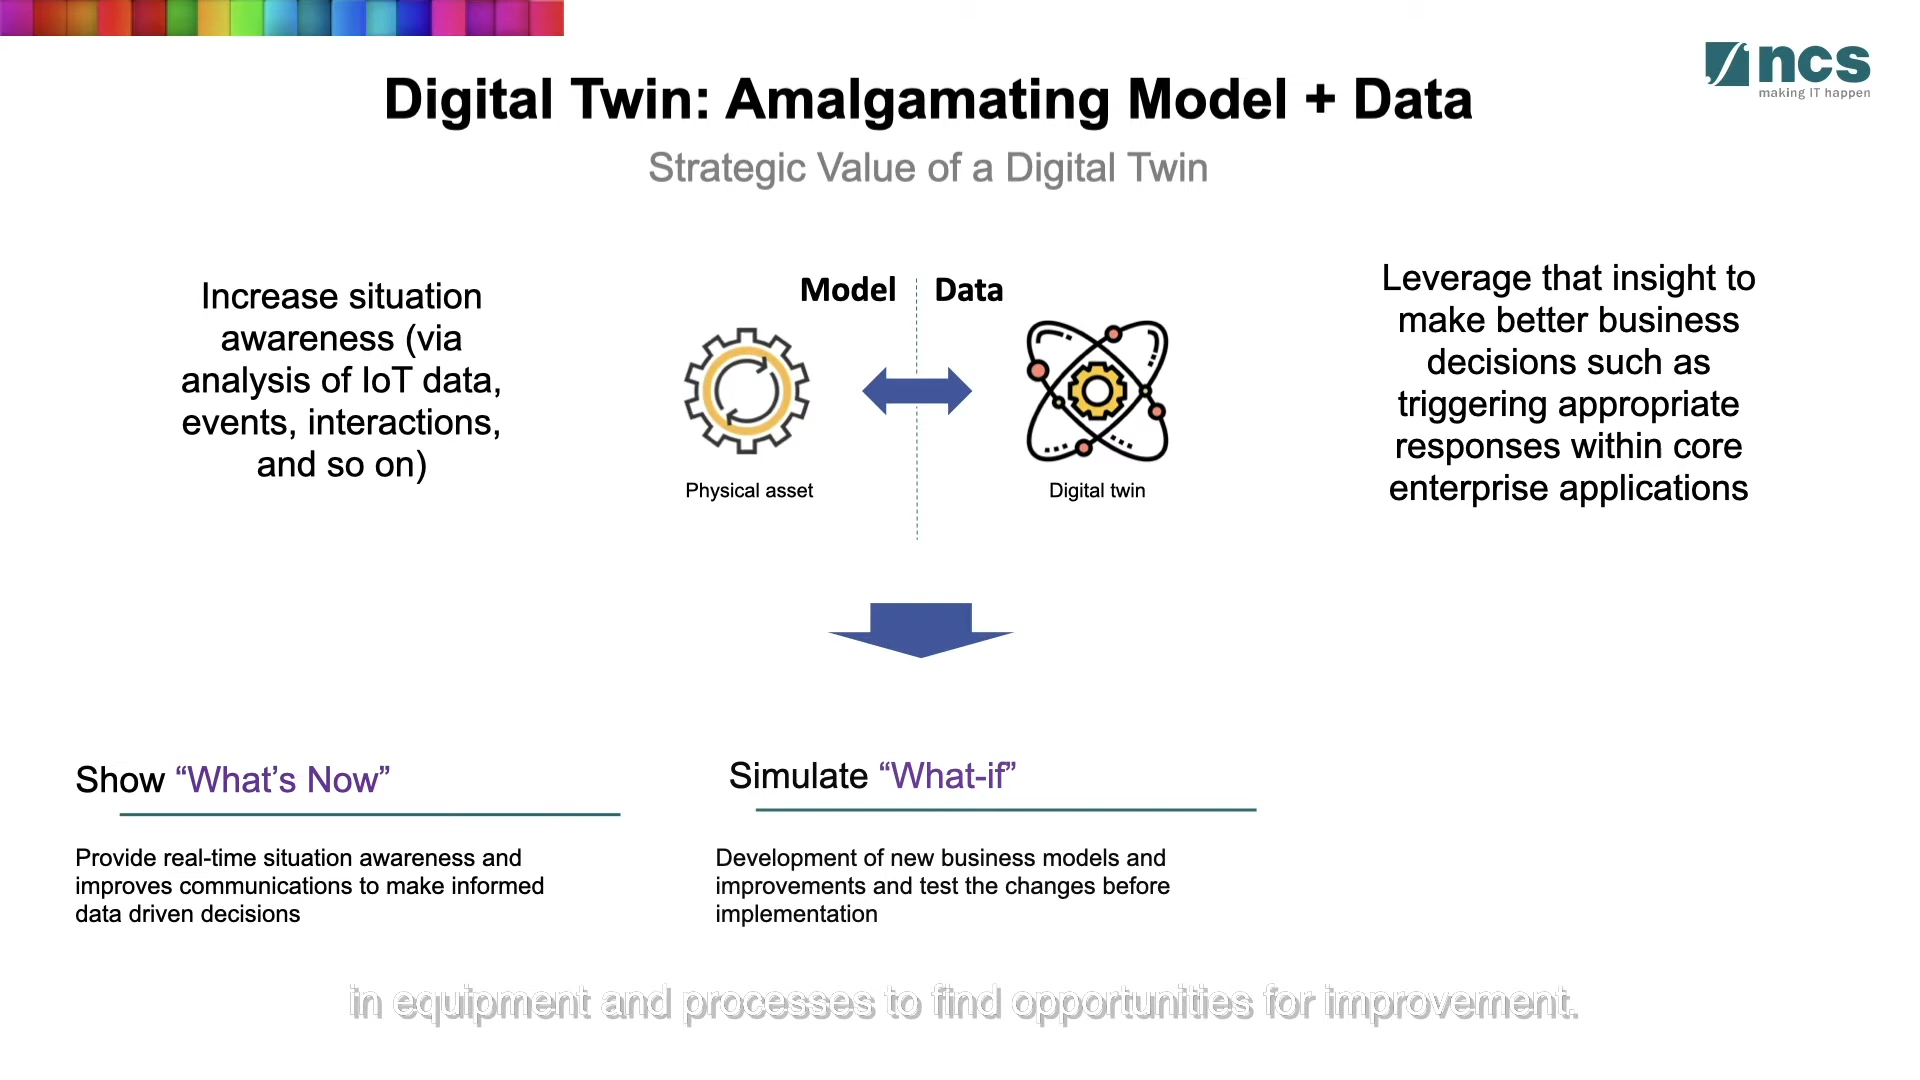 ncs
making IT happen
Digital Twin: Amalgamating Model + Data
Strategic Value of a Digital Twin
Increase situation
awareness (via
analysis of IoT data,
events, interactions,
and so on)
Model
Data
Physical asset
Digital twin
Leverage that insight to
make better business
decisions such as
triggering appropriate
responses within core
enterprise applications
Show “What’s Now”
Provide real-time situation awareness and
improves communications to make informed
data driven decisions
Simulate “What-if”
Development of new business models and
improvements and test the changes before
implementation
in equipment and processes to find opportunities for improvement.